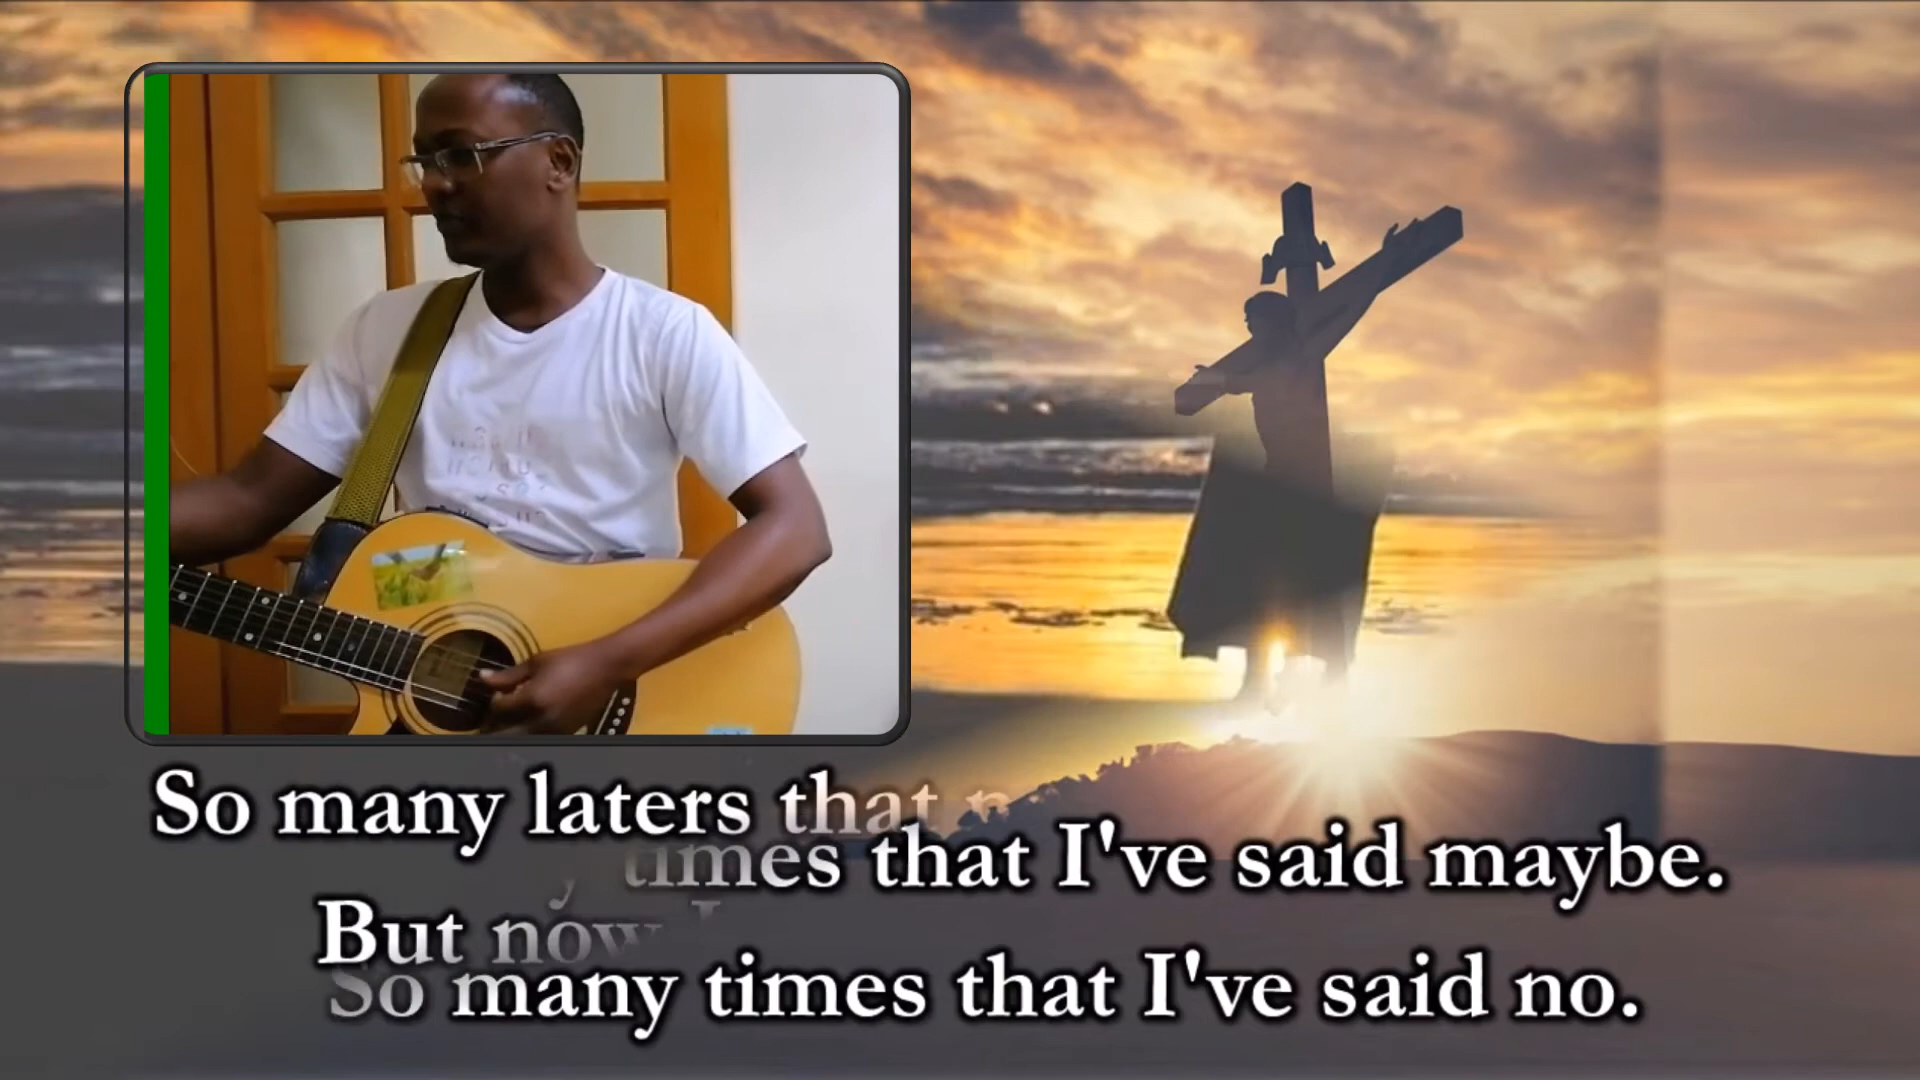 So many laters that
times that I've said maybe.
But now I
So many times that I've said no.